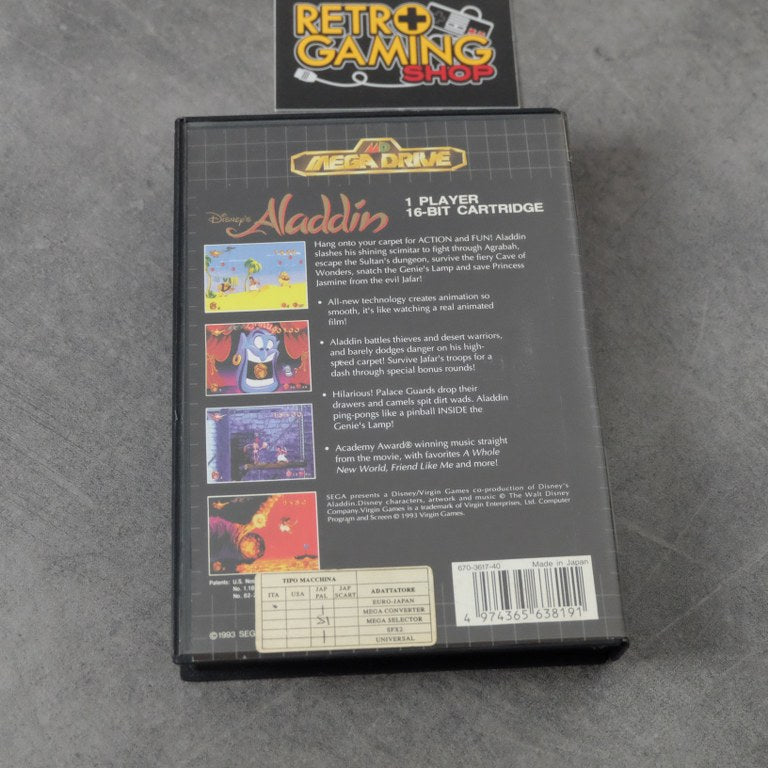 RETRO
GAMING
SHOP
MD
MEGA DRIVE
Disney's Aladdin
1 PLAYER
16-BIT CARTRIDGE
Hang onto your carpet for ACTION and FUN! Aladdin
slashes his shining scimitar to fight through Agrabah,
escape the Sultan's dungeon, survive the fiery Cave of
Wonders, snatch the Genie's Lamp and save Princess
Jasmine from the evil Jafar!
• All-new technology creates animation so
smooth, it's like watching a real animated
film!
• Aladdin battles thieves and desert warriors,
and barely dodges danger on his high-
speed carpet! Survive Jafar's troops for a
dash through special bonus rounds!
• Hilarious! Palace Guards drop their
drawers and camels spit dirt wads. Aladdin
ping-pongs like a pinball INSIDE the
Genie's Lamp!
• Academy Award® winning music straight
from the movie, with favorites A Whole
New World, Friend Like Me and more!
SEGA presents a Disney/Virgin Games co-production of Disney's
Aladdin.Disney characters, artwork and music © The Walt Disney
Company.Virgin Games is a trademark of Virgin Enterprises, Ltd. Computer
Program and Screen © 1993 Virgin Games.
Patents: U.S. Nos
No. 1,16
No. 82-
©1993 SEG
TIPO MACCHINA
ITA USA JAP PAL JAP SCART ADATTATORE
EURO-JAPAN
MEGA CONVERTER
SI MEGA SELECTOR
SFX2
UNIVERSAL
670-3617-40 Made in Japan
4 974365 638191